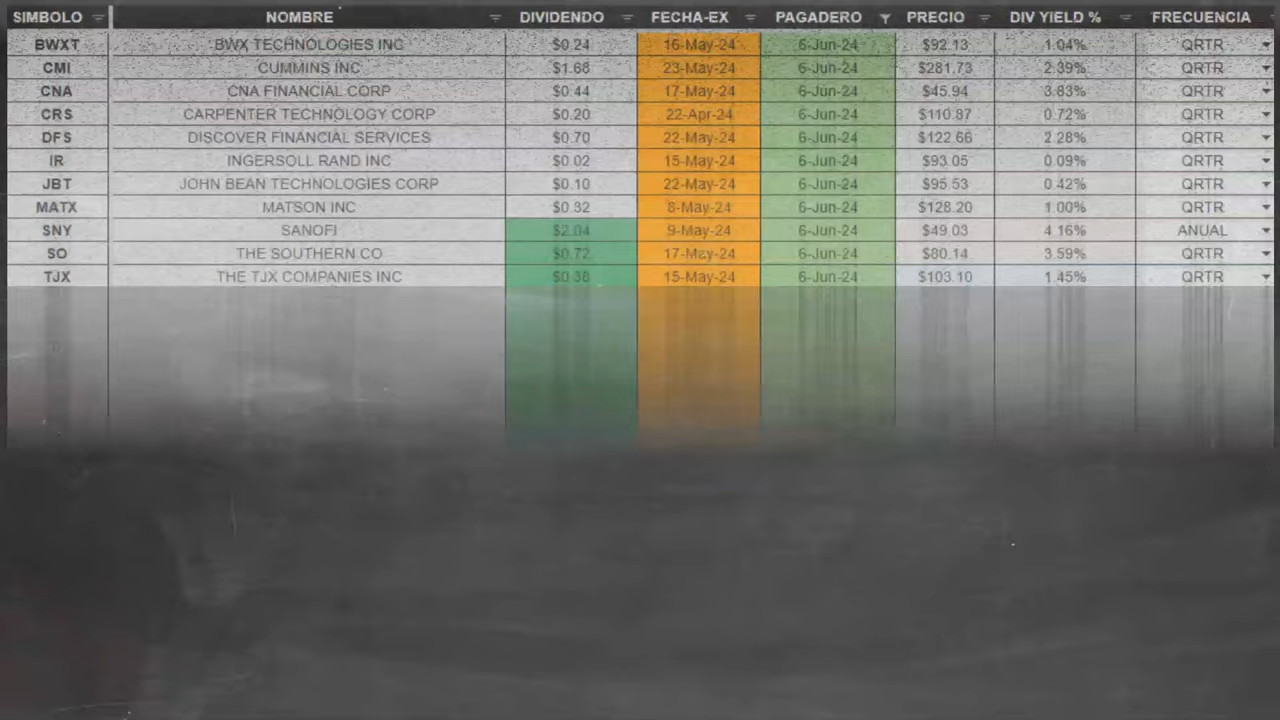 SIMBOLO NOMBRE DIVIDENDO FECHA-EX PAGADERO PRECIO DIV YIELD % FRECUENCIA
BWXT BWX TECHNOLOGIES INC $0.24 16-May-24 6-Jun-24 $92.13 1.04% QRTR
CMI CUMMINS INC $1.68 23-May-24 6-Jun-24 $281.73 2.39% QRTR
CNA CNA FINANCIAL CORP $0.44 17-May-24 6-Jun-24 $45.94 3.83% QRTR
CRS CARPENTER TECHNOLOGY CORP $0.20 22-Apr-24 6-Jun-24 $110.87 0.72% QRTR
DFS DISCOVER FINANCIAL SERVICES $0.70 22-May-24 6-Jun-24 $122.66 2.28% QRTR
IR INGERSOLL RAND INC $0.02 15-May-24 6-Jun-24 $93.05 0.09% QRTR
JBT JOHN BEAN TECHNOLOGIES CORP $0.10 22-May-24 6-Jun-24 $95.53 0.42% QRTR
MATX MATSON INC $0.32 8-May-24 6-Jun-24 $128.20 1.00% QRTR
SNY SANOFI $2.04 9-May-24 6-Jun-24 $49.03 4.16% ANUAL
SO THE SOUTHERN CO $0.72 17-May-24 6-Jun-24 $80.14 3.59% QRTR
TJX THE TJX COMPANIES INC $0.38 15-May-24 6-Jun-24 $103.10 1.45% QRTR